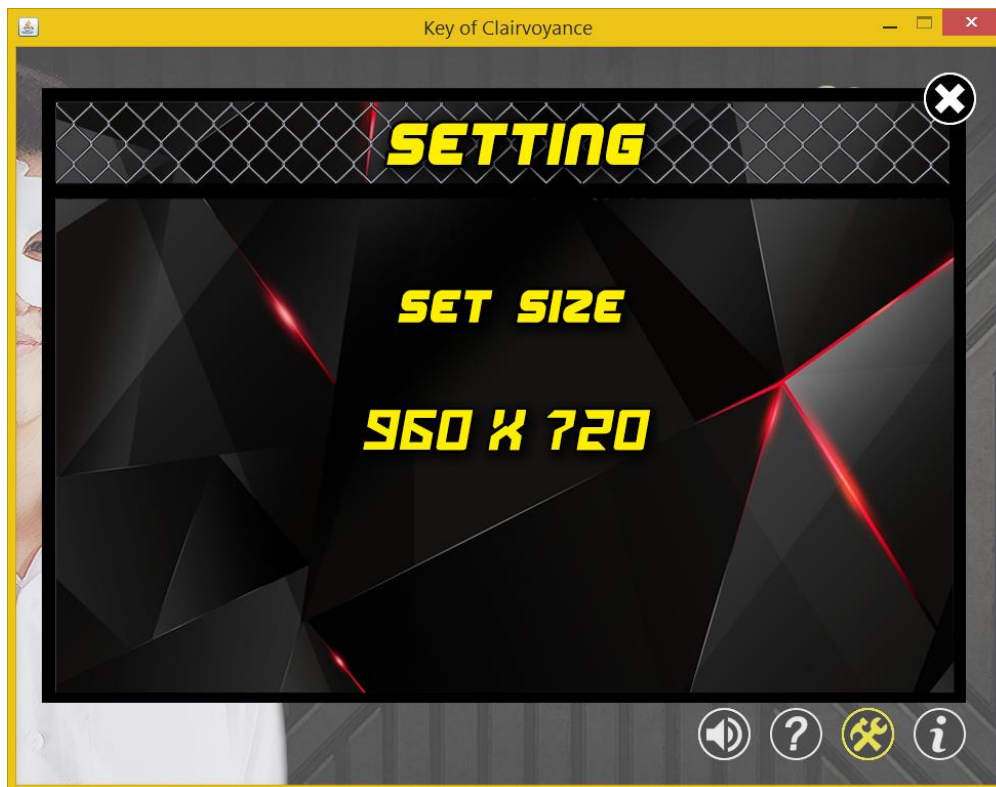 Key of Clairvoyance
SETTING
SET SIZE
960 X 720
?
i